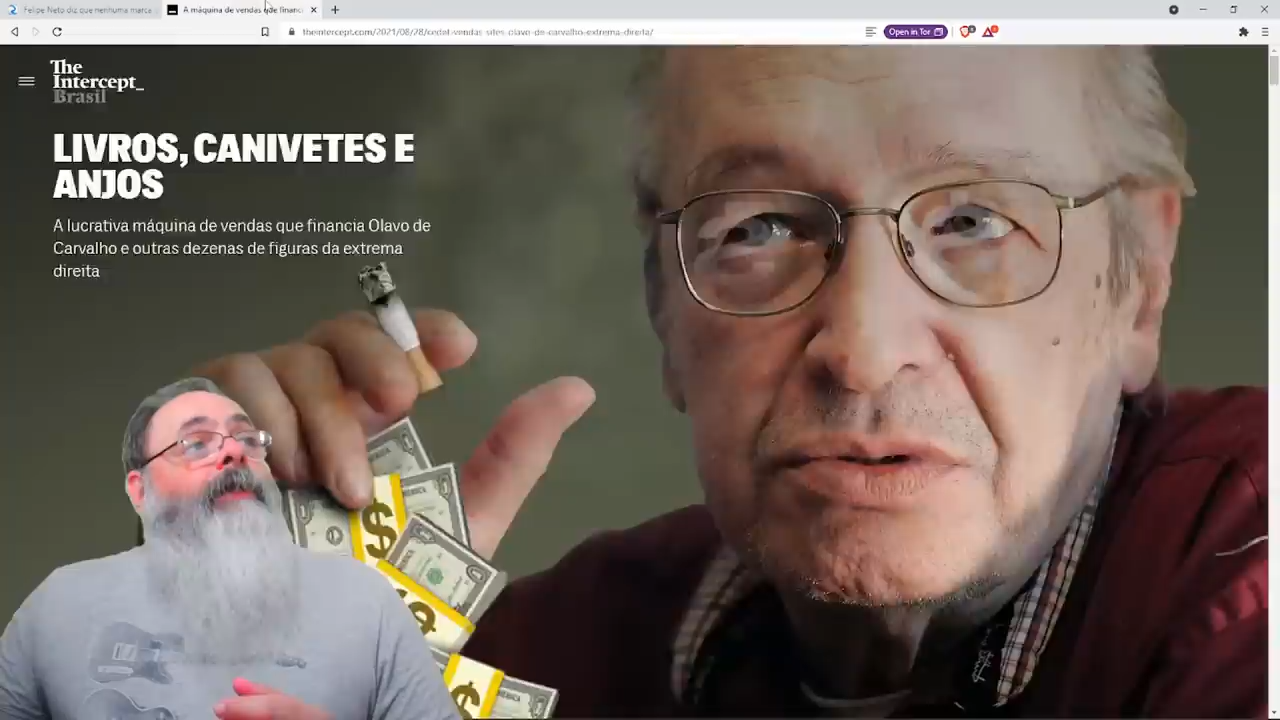 Felipe Neto diz que nenhuma marca
A máquina de vendas que financi
theintercept.com/2021/08/28/cedet-vendas-sites-olavo-de-carvalho-extrema-direita/
Open in Tor
The
Intercept_
Brasil
LIVROS, CANIVETES E
ANJOS
A lucrativa máquina de vendas que financia Olavo de
Carvalho e outras dezenas de figuras da extrema
direita
$
$